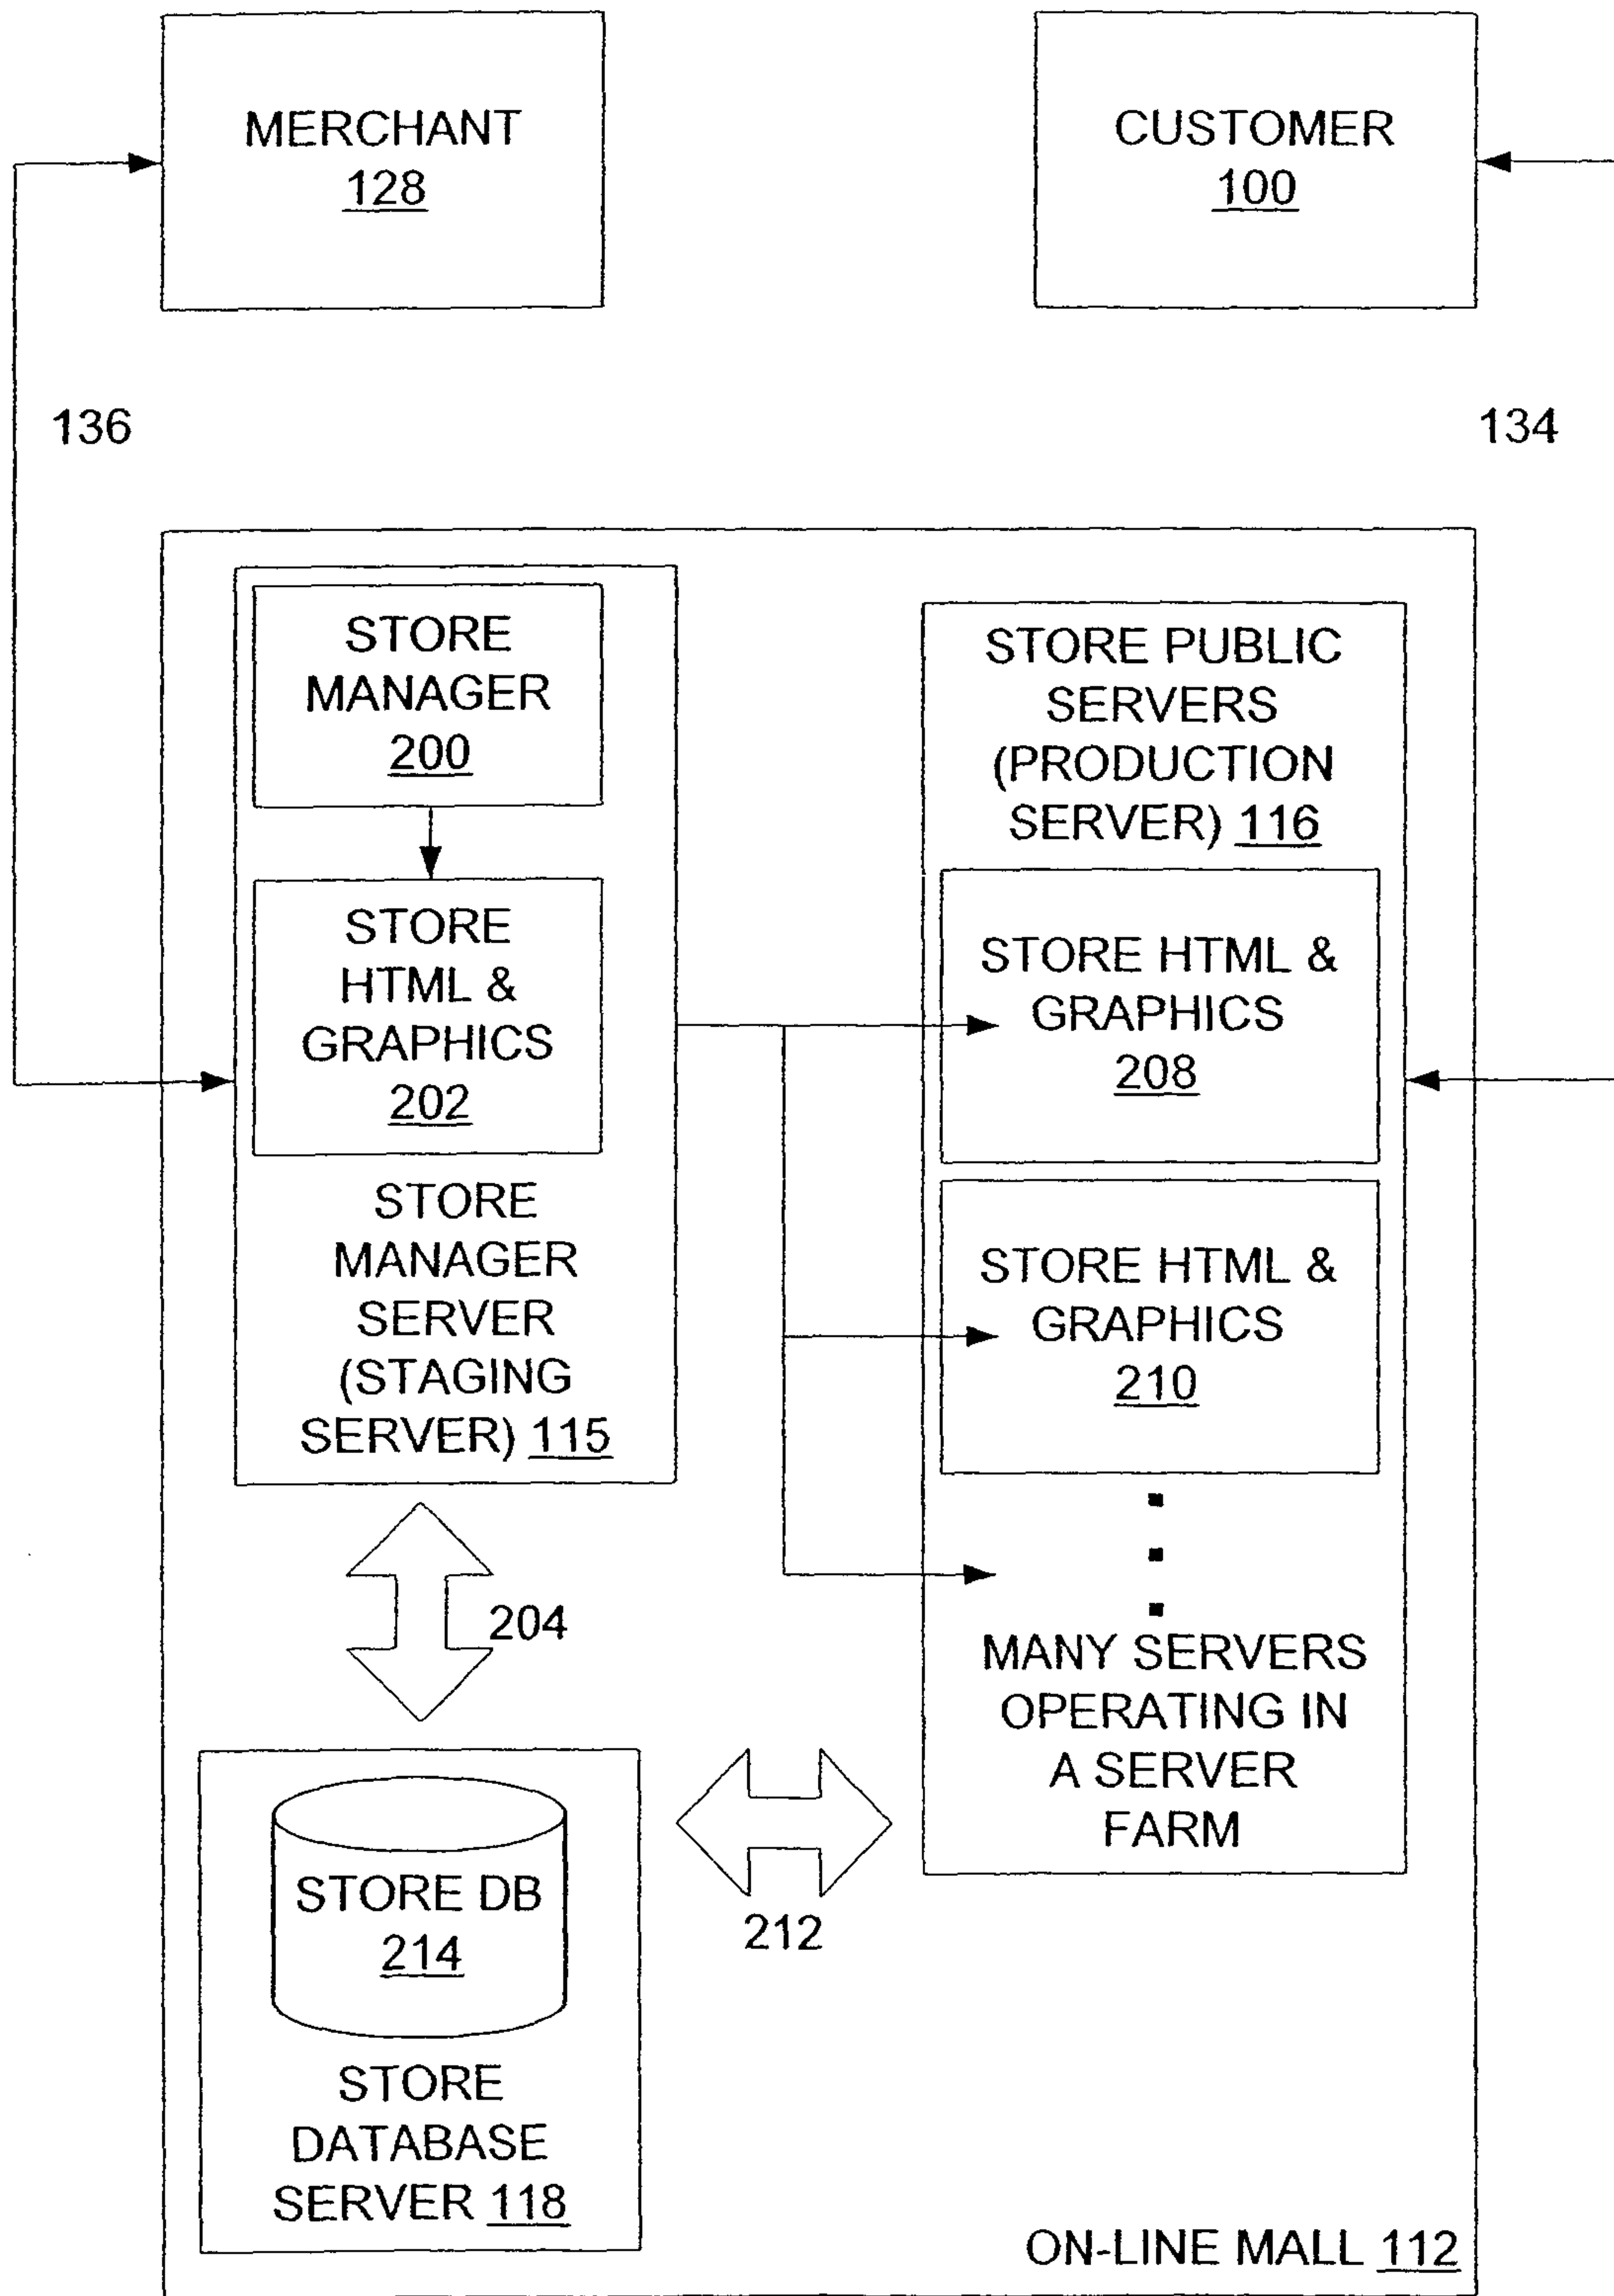 MERCHANT
128
CUSTOMER
100
136
134
STORE
MANAGER
200
STORE
HTML &
GRAPHICS
202
STORE
MANAGER
SERVER
(STAGING
SERVER) 115
STORE PUBLIC
SERVERS
(PRODUCTION
SERVER) 116
STORE HTML &
GRAPHICS
208
STORE HTML &
GRAPHICS
210
MANY SERVERS
OPERATING IN
A SERVER
FARM
204
212
STORE DB
214
STORE
DATABASE
SERVER 118
ON-LINE MALL 112